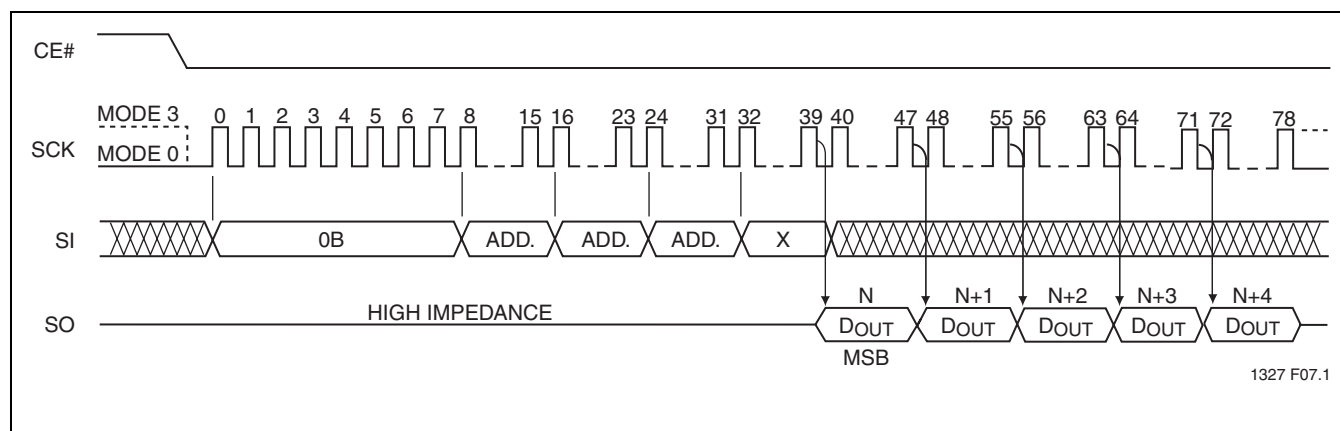 CE#
MODE 3
0 1 2 3 4 5 6 7 8 15 16 23 24 31 32 39 40 47 48 55 56 63 64 71 72 78
SCK
MODE 0
SI
0B ADD. ADD. ADD. X
N N+1 N+2 N+3 N+4
SO
HIGH IMPEDANCE
DOUT DOUT DOUT DOUT DOUT
MSB
1327 F07.1